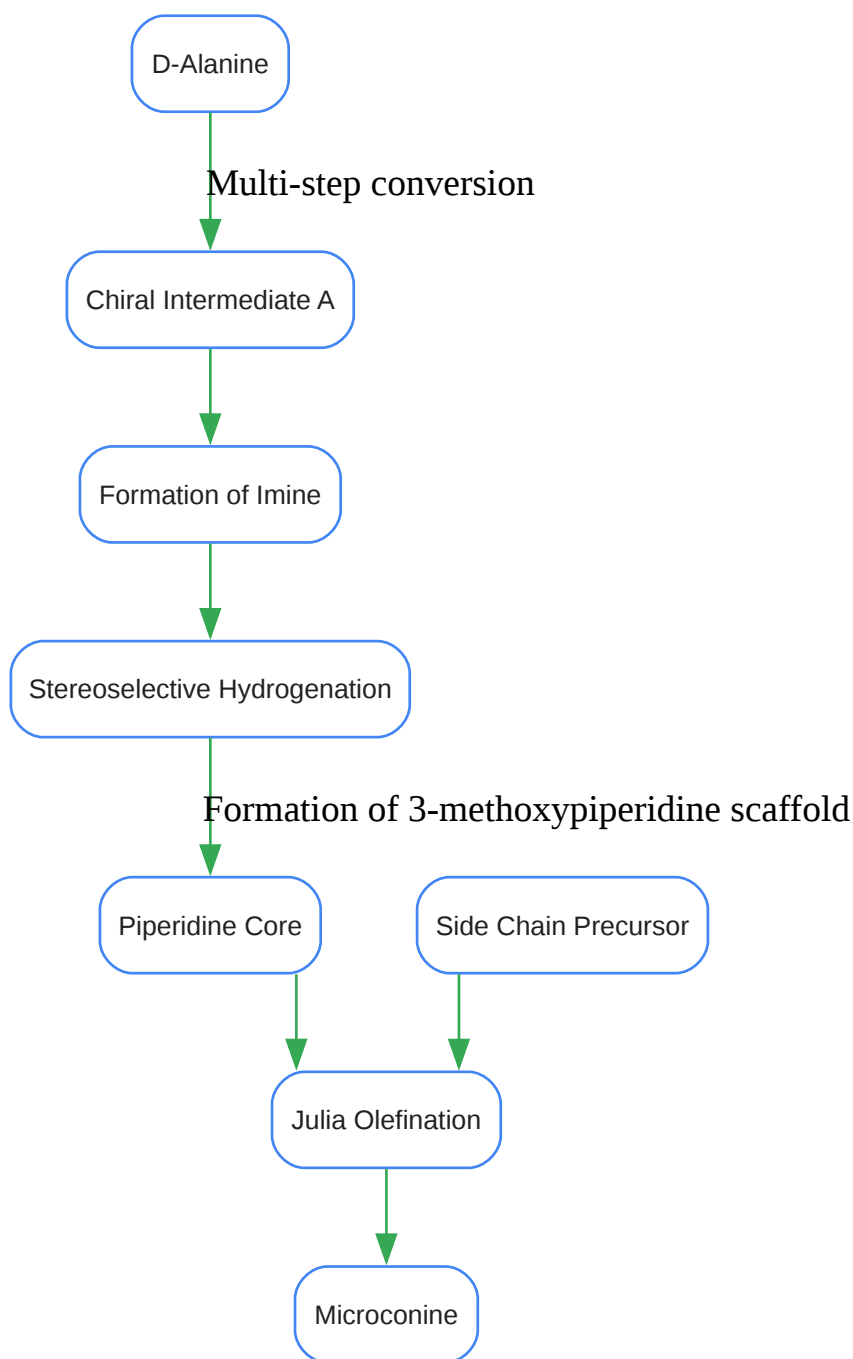 D-Alanine
Multi-step conversion
Chiral Intermediate A
Formation of Imine
Stereoselective Hydrogenation
Formation of 3-methoxypiperidine scaffold
Piperidine Core
Side Chain Precursor
Julia Olefination
Microconine